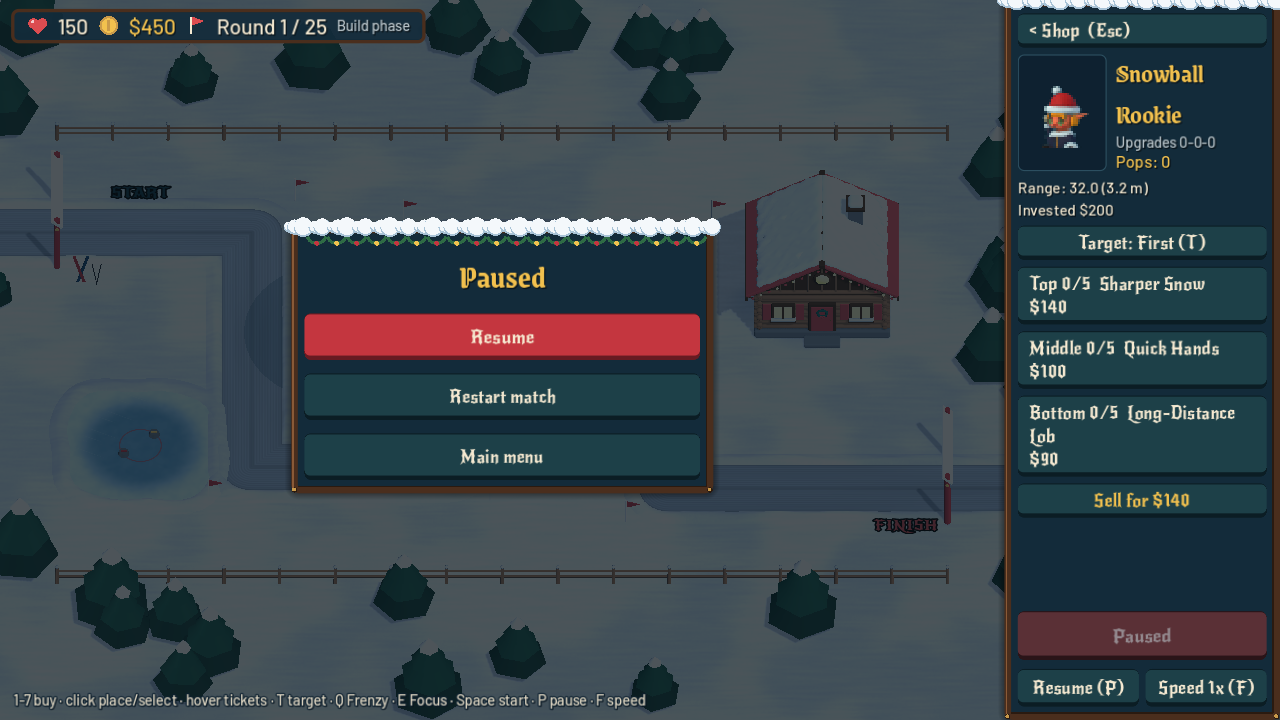 150 $450 Round 1 / 25 Build phase
START
FINISH
Paused
Resume
Restart match
Main menu
< Shop (Esc)
Snowball
Rookie
Upgrades 0-0-0
Pops: 0
Range: 32.0 (3.2 m)
Invested $200
Target: First (T)
Top 0/5 Sharper Snow
$140
Middle 0/5 Quick Hands
$100
Bottom 0/5 Long-Distance
Lob
$90
Sell for $140
Paused
Resume (P) Speed 1x (F)
1-7 buy · click place/select · hover tickets · T target · Q Frenzy · E Focus · Space start · P pause · F speed